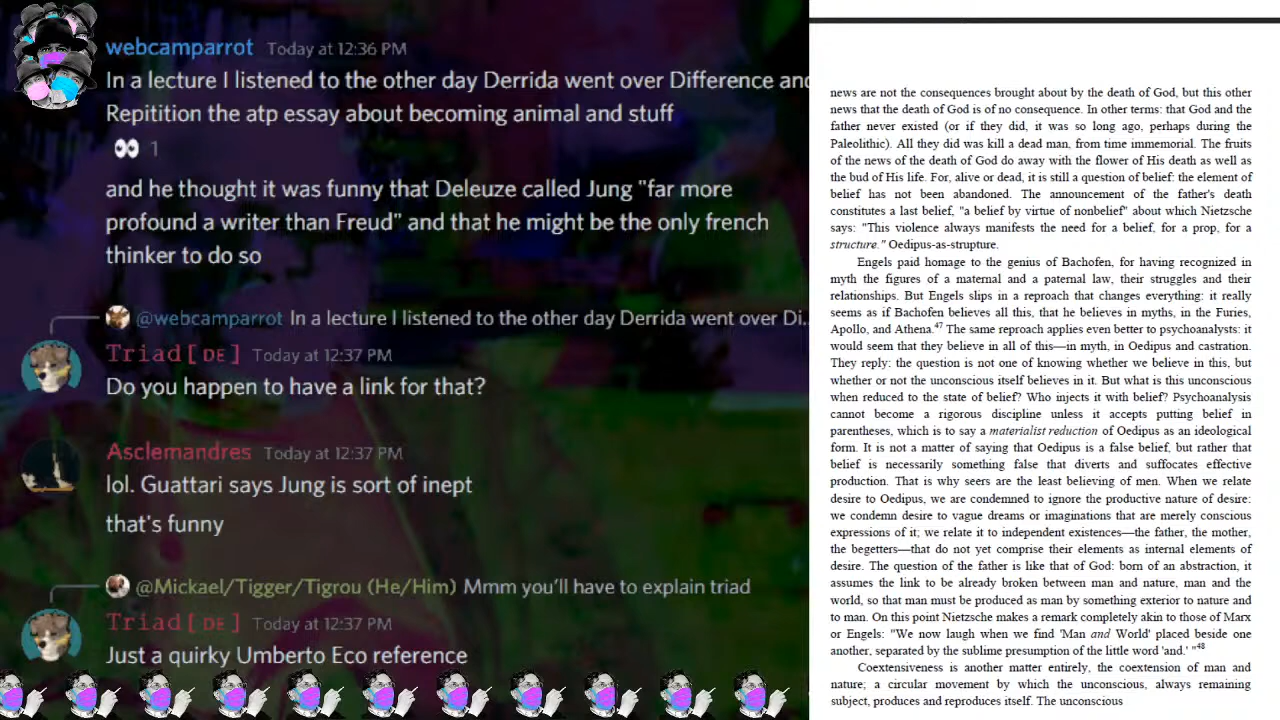 webcamparrot Today at 12:36 PM
In a lecture I listened to the other day Derrida went over Difference and
Repitition the atp essay about becoming animal and stuff
👀 1
and he thought it was funny that Deleuze called Jung "far more
profound a writer than Freud" and that he might be the only french
thinker to do so
@webcamparrot In a lecture I listened to the other day Derrida went over Di...
Triad[DE] Today at 12:37 PM
Do you happen to have a link for that?
Asclemandres Today at 12:37 PM
lol. Guattari says Jung is sort of inept
that's funny
@Mickael/Tigger/Tigrou (He/Him) Mmm you'll have to explain triad
Triad[DE] Today at 12:37 PM
Just a quirky Umberto Eco reference
news are not the consequences brought about by the death of God, but this other
news that the death of God is of no consequence. In other terms: that God and the
father never existed (or if they did, it was so long ago, perhaps during the
Paleolithic). All they did was kill a dead man, from time immemorial. The fruits
of the news of the death of God do away with the flower of His death as well as
the bud of His life. For, alive or dead, it is still a question of belief: the element of
belief has not been abandoned. The announcement of the father's death
constitutes a last belief, "a belief by virtue of nonbelief" about which Nietzsche
says: "This violence always manifests the need for a belief, for a prop, for a
structure." Oedipus-as-strupture.
Engels paid homage to the genius of Bachofen, for having recognized in
myth the figures of a maternal and a paternal law, their struggles and their
relationships. But Engels slips in a reproach that changes everything: it really
seems as if Bachofen believes all this, that he believes in myths, in the Furies,
Apollo, and Athena.47 The same reproach applies even better to psychoanalysts: it
would seem that they believe in all of this—in myth, in Oedipus and castration.
They reply: the question is not one of knowing whether we believe in this, but
whether or not the unconscious itself believes in it. But what is this unconscious
when reduced to the state of belief? Who injects it with belief? Psychoanalysis
cannot become a rigorous discipline unless it accepts putting belief in
parentheses, which is to say a materialist reduction of Oedipus as an ideological
form. It is not a matter of saying that Oedipus is a false belief, but rather that
belief is necessarily something false that diverts and suffocates effective
production. That is why seers are the least believing of men. When we relate
desire to Oedipus, we are condemned to ignore the productive nature of desire:
we condemn desire to vague dreams or imaginations that are merely conscious
expressions of it; we relate it to independent existences—the father, the mother,
the begetters—that do not yet comprise their elements as internal elements of
desire. The question of the father is like that of God: born of an abstraction, it
assumes the link to be already broken between man and nature, man and the
world, so that man must be produced as man by something exterior to nature and
to man. On this point Nietzsche makes a remark completely akin to those of Marx
or Engels: "We now laugh when we find 'Man and World' placed beside one
another, separated by the sublime presumption of the little word 'and.' "48
Coextensiveness is another matter entirely, the coextension of man and
nature; a circular movement by which the unconscious, always remaining
subject, produces and reproduces itself. The unconscious